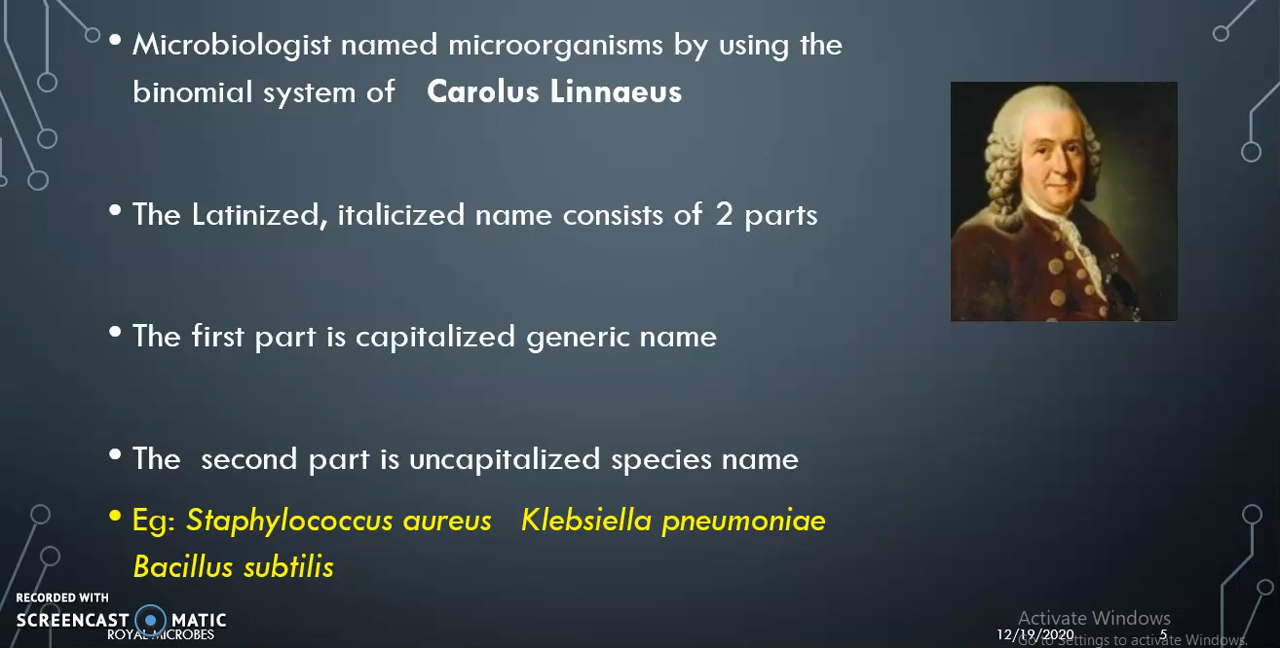 • Microbiologist named microorganisms by using the
binomial system of Carolus Linnaeus
• The Latinized, italicized name consists of 2 parts
• The first part is capitalized generic name
• The second part is uncapitalized species name
• Eg: Staphylococcus aureus Klebsiella pneumoniae
Bacillus subtilis
RECORDED WITH
SCREENCAST MATIC
ROYAL MICROBES
Activate Windows
12/19/2020 5
Go to Settings to activate Windows.